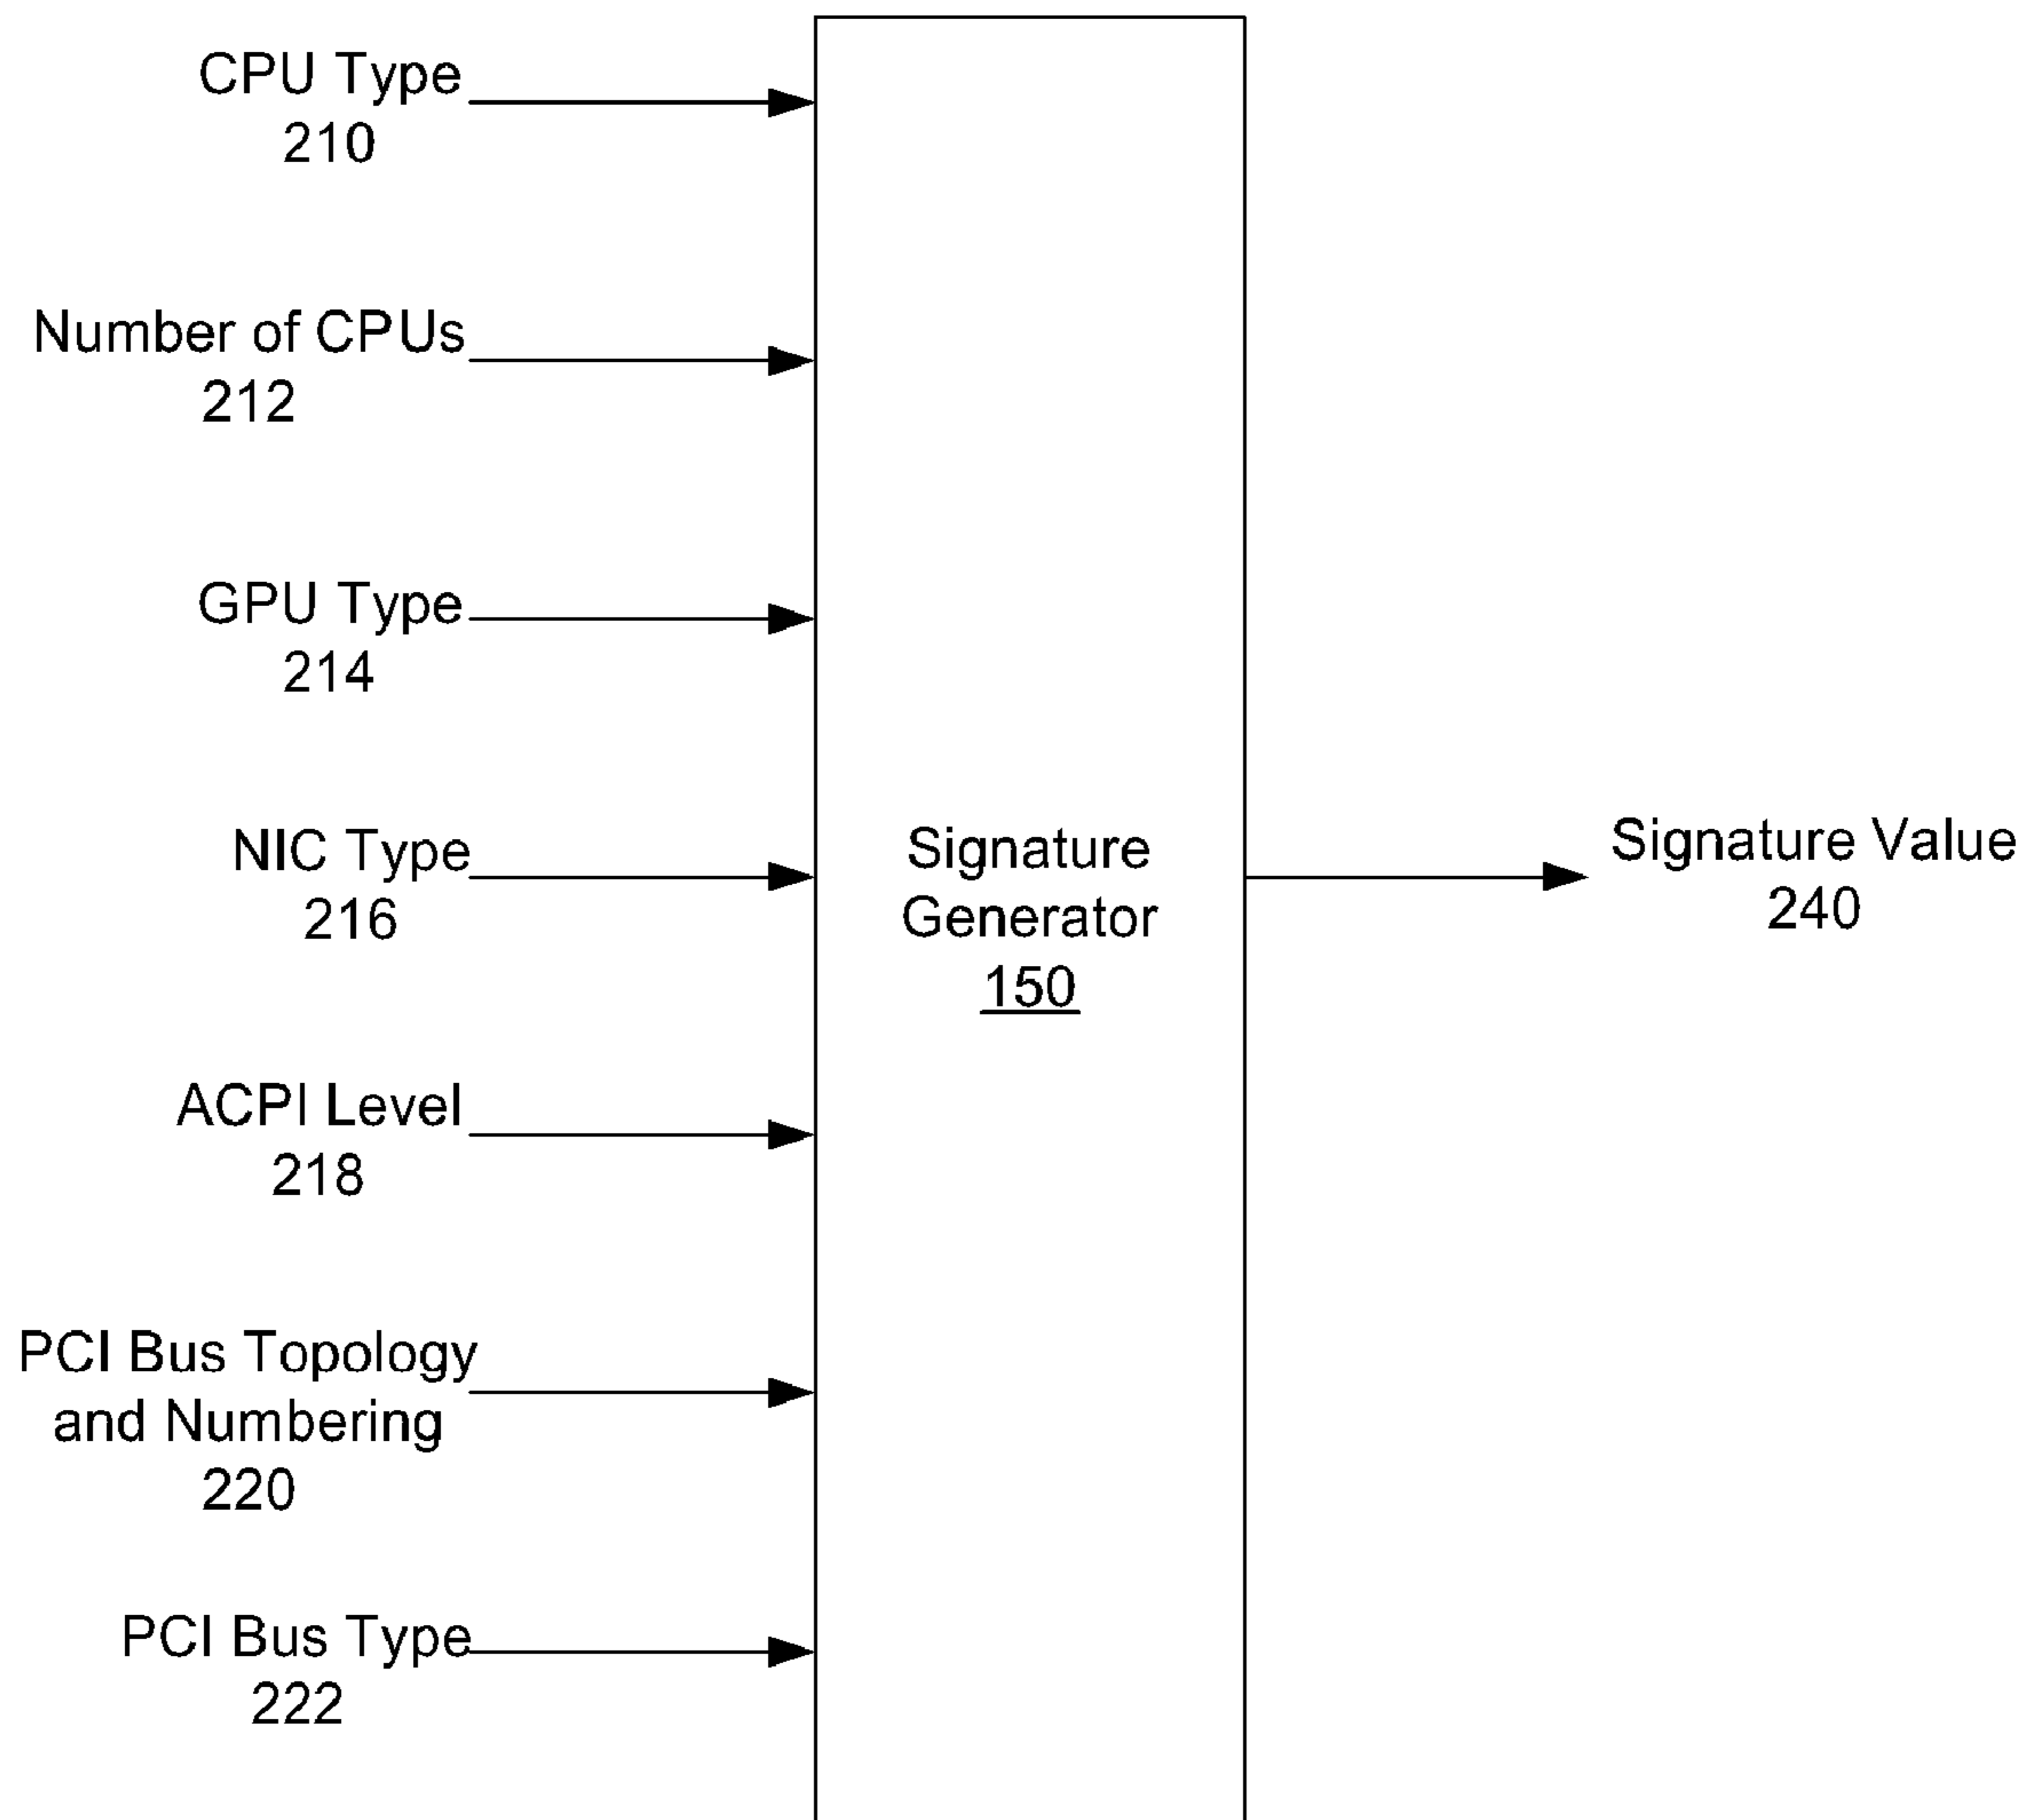 CPU Type
210
Number of CPUs
212
GPU Type
214
NIC Type
216
ACPI Level
218
PCI Bus Topology
and Numbering
220
PCI Bus Type
222
Signature
Generator
150
Signature Value
240